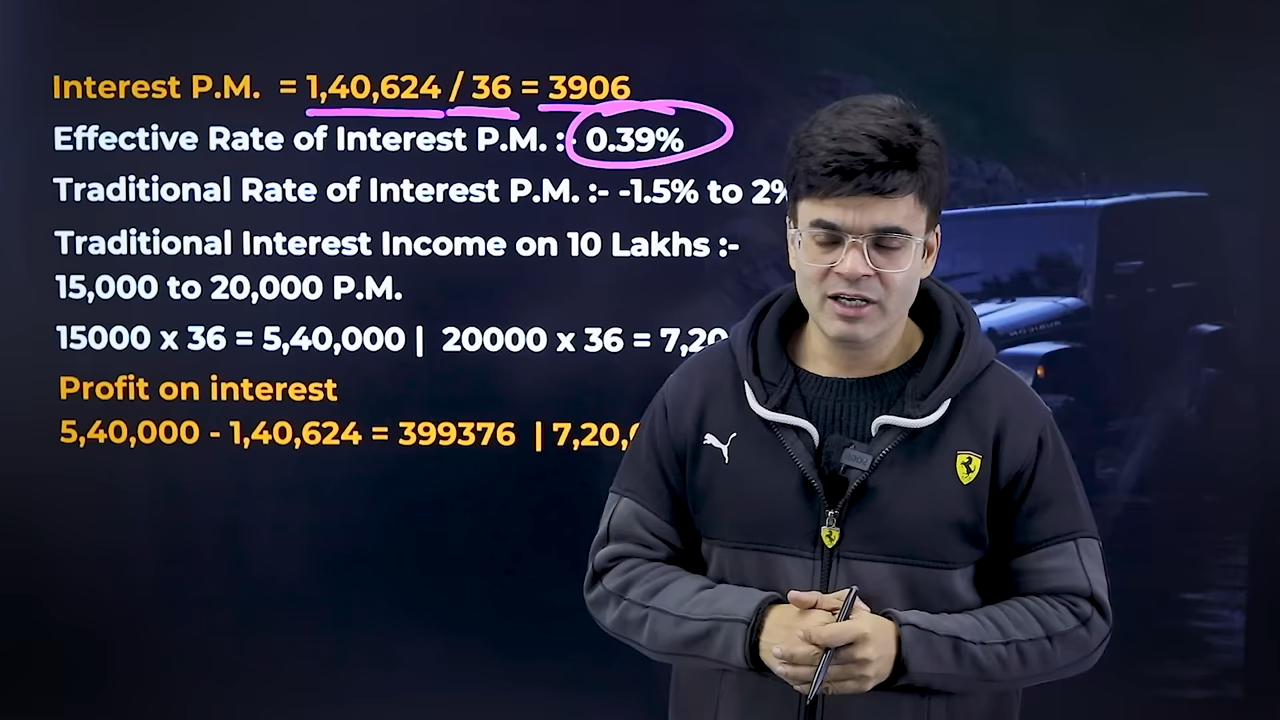 Interest P.M. = 1,40,624 / 36 = 3906
Effective Rate of Interest P.M. :- 0.39%
Traditional Rate of Interest P.M. :- -1.5% to 2%
Traditional Interest Income on 10 Lakhs :-
15,000 to 20,000 P.M.
15000 x 36 = 5,40,000 | 20000 x 36 = 7,20
Profit on interest
5,40,000 - 1,40,624 = 399376 | 7,20,